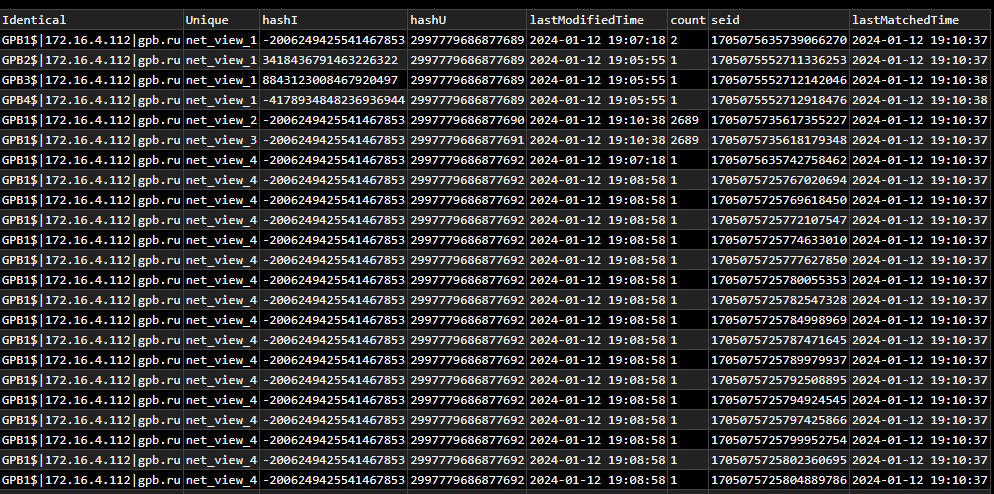 Identical Unique hashI hashU lastModifiedTime count seid lastMatchedTime
GPB1$|172.16.4.112|gpb.ru net_view_1 -2006249425541467853 2997779686877689 2024-01-12 19:07:18 2 1705075635739066270 2024-01-12 19:10:37
GPB2$|172.16.4.112|gpb.ru net_view_1 3418436791463226322 2997779686877689 2024-01-12 19:05:55 1 1705075552711336253 2024-01-12 19:10:37
GPB3$|172.16.4.112|gpb.ru net_view_1 8843123008467920497 2997779686877689 2024-01-12 19:05:55 1 1705075552712142046 2024-01-12 19:10:38
GPB4$|172.16.4.112|gpb.ru net_view_1 -4178934848236936944 2997779686877689 2024-01-12 19:05:55 1 1705075552712918476 2024-01-12 19:10:38
GPB1$|172.16.4.112|gpb.ru net_view_2 -2006249425541467853 2997779686877690 2024-01-12 19:10:38 2689 1705075735617355227 2024-01-12 19:10:37
GPB1$|172.16.4.112|gpb.ru net_view_3 -2006249425541467853 2997779686877691 2024-01-12 19:10:38 2689 1705075735618179348 2024-01-12 19:10:37
GPB1$|172.16.4.112|gpb.ru net_view_4 -2006249425541467853 2997779686877692 2024-01-12 19:07:18 1 1705075635742758462 2024-01-12 19:10:37
GPB1$|172.16.4.112|gpb.ru net_view_4 -2006249425541467853 2997779686877692 2024-01-12 19:08:58 1 1705075725767020694 2024-01-12 19:10:37
GPB1$|172.16.4.112|gpb.ru net_view_4 -2006249425541467853 2997779686877692 2024-01-12 19:08:58 1 1705075725769618450 2024-01-12 19:10:37
GPB1$|172.16.4.112|gpb.ru net_view_4 -2006249425541467853 2997779686877692 2024-01-12 19:08:58 1 1705075725772107547 2024-01-12 19:10:37
GPB1$|172.16.4.112|gpb.ru net_view_4 -2006249425541467853 2997779686877692 2024-01-12 19:08:58 1 1705075725774633010 2024-01-12 19:10:37
GPB1$|172.16.4.112|gpb.ru net_view_4 -2006249425541467853 2997779686877692 2024-01-12 19:08:58 1 1705075725777627850 2024-01-12 19:10:37
GPB1$|172.16.4.112|gpb.ru net_view_4 -2006249425541467853 2997779686877692 2024-01-12 19:08:58 1 1705075725780055353 2024-01-12 19:10:37
GPB1$|172.16.4.112|gpb.ru net_view_4 -2006249425541467853 2997779686877692 2024-01-12 19:08:58 1 1705075725782547328 2024-01-12 19:10:37
GPB1$|172.16.4.112|gpb.ru net_view_4 -2006249425541467853 2997779686877692 2024-01-12 19:08:58 1 1705075725784998969 2024-01-12 19:10:37
GPB1$|172.16.4.112|gpb.ru net_view_4 -2006249425541467853 2997779686877692 2024-01-12 19:08:58 1 1705075725787471645 2024-01-12 19:10:37
GPB1$|172.16.4.112|gpb.ru net_view_4 -2006249425541467853 2997779686877692 2024-01-12 19:08:58 1 1705075725789979937 2024-01-12 19:10:37
GPB1$|172.16.4.112|gpb.ru net_view_4 -2006249425541467853 2997779686877692 2024-01-12 19:08:58 1 1705075725792508895 2024-01-12 19:10:37
GPB1$|172.16.4.112|gpb.ru net_view_4 -2006249425541467853 2997779686877692 2024-01-12 19:08:58 1 1705075725794924545 2024-01-12 19:10:37
GPB1$|172.16.4.112|gpb.ru net_view_4 -2006249425541467853 2997779686877692 2024-01-12 19:08:58 1 1705075725797425866 2024-01-12 19:10:37
GPB1$|172.16.4.112|gpb.ru net_view_4 -2006249425541467853 2997779686877692 2024-01-12 19:08:58 1 1705075725799952754 2024-01-12 19:10:37
GPB1$|172.16.4.112|gpb.ru net_view_4 -2006249425541467853 2997779686877692 2024-01-12 19:08:58 1 1705075725802360695 2024-01-12 19:10:37
GPB1$|172.16.4.112|gpb.ru net_view_4 -2006249425541467853 2997779686877692 2024-01-12 19:08:58 1 1705075725804889786 2024-01-12 19:10:37